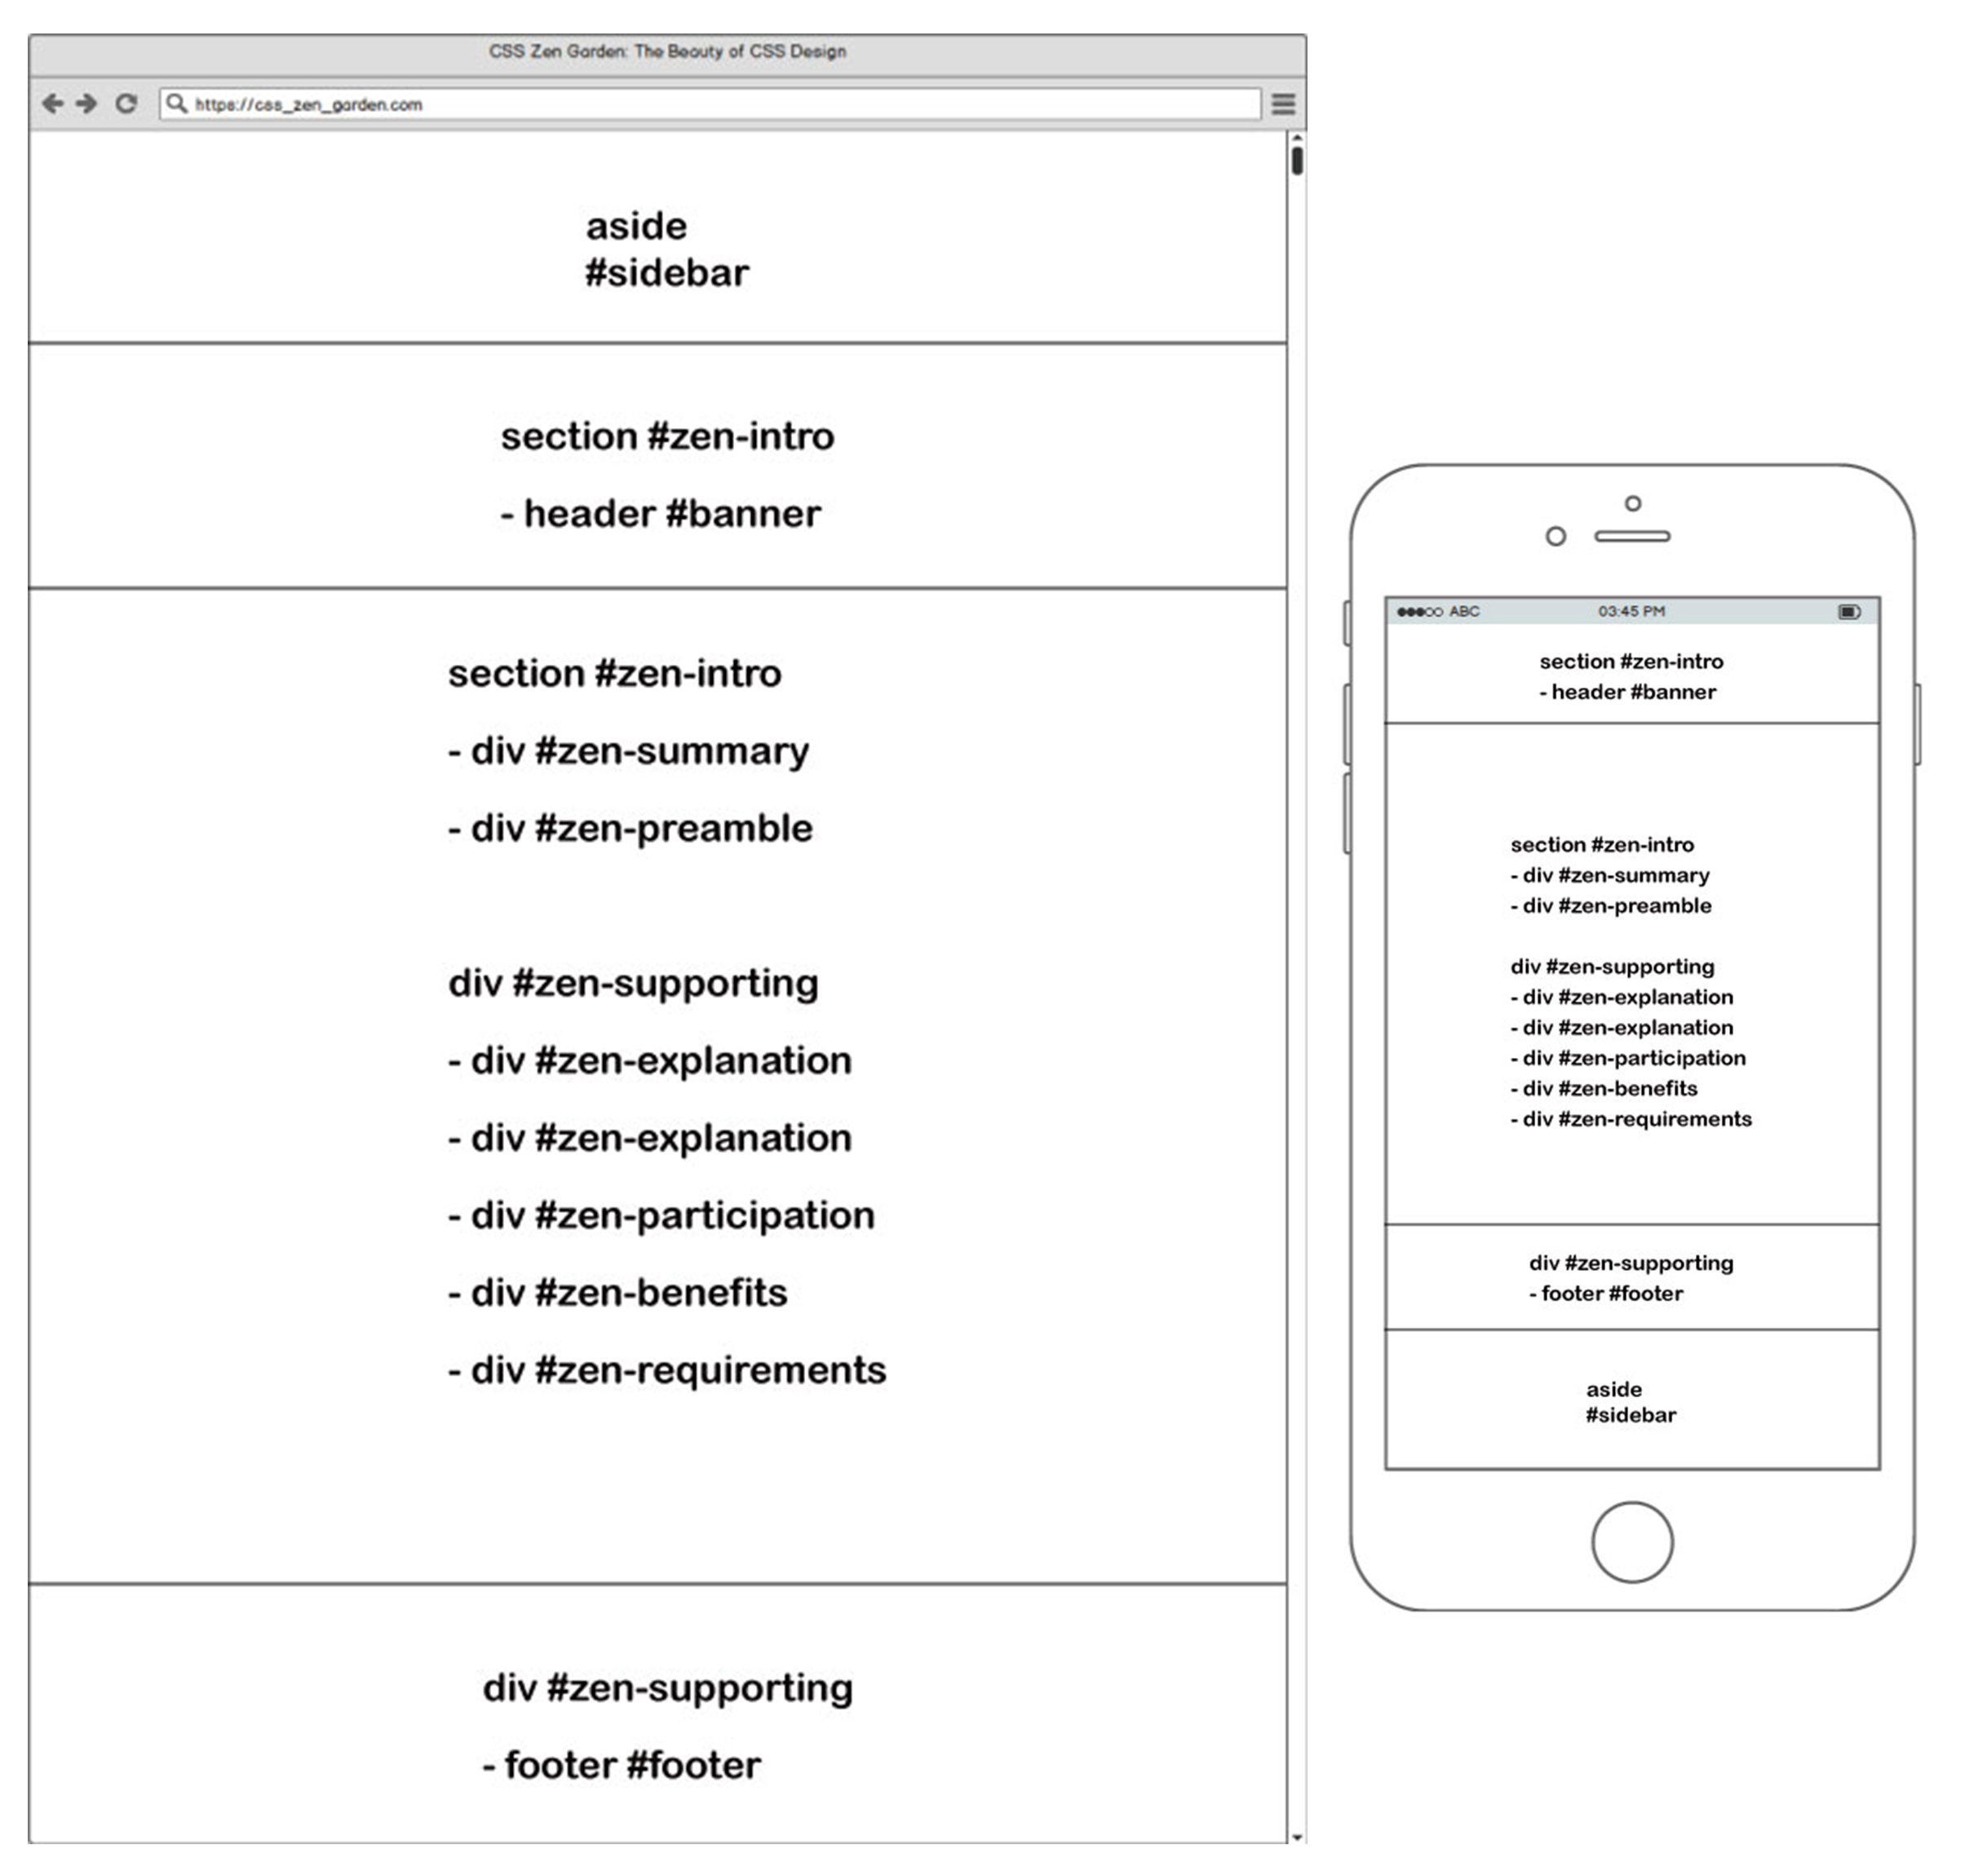 CSS Zen Garden: The Beauty of CSS Design
https://css_zen_garden.com
aside
#sidebar
section #zen-intro
- header #banner
section #zen-intro
- div #zen-summary
- div #zen-preamble
div #zen-supporting
- div #zen-explanation
- div #zen-explanation
- div #zen-participation
- div #zen-benefits
- div #zen-requirements
div #zen-supporting
- footer #footer
ABC 03:45 PM
section #zen-intro
- header #banner
section #zen-intro
- div #zen-summary
- div #zen-preamble
div #zen-supporting
- div #zen-explanation
- div #zen-explanation
- div #zen-participation
- div #zen-benefits
- div #zen-requirements
div #zen-supporting
- footer #footer
aside
#sidebar